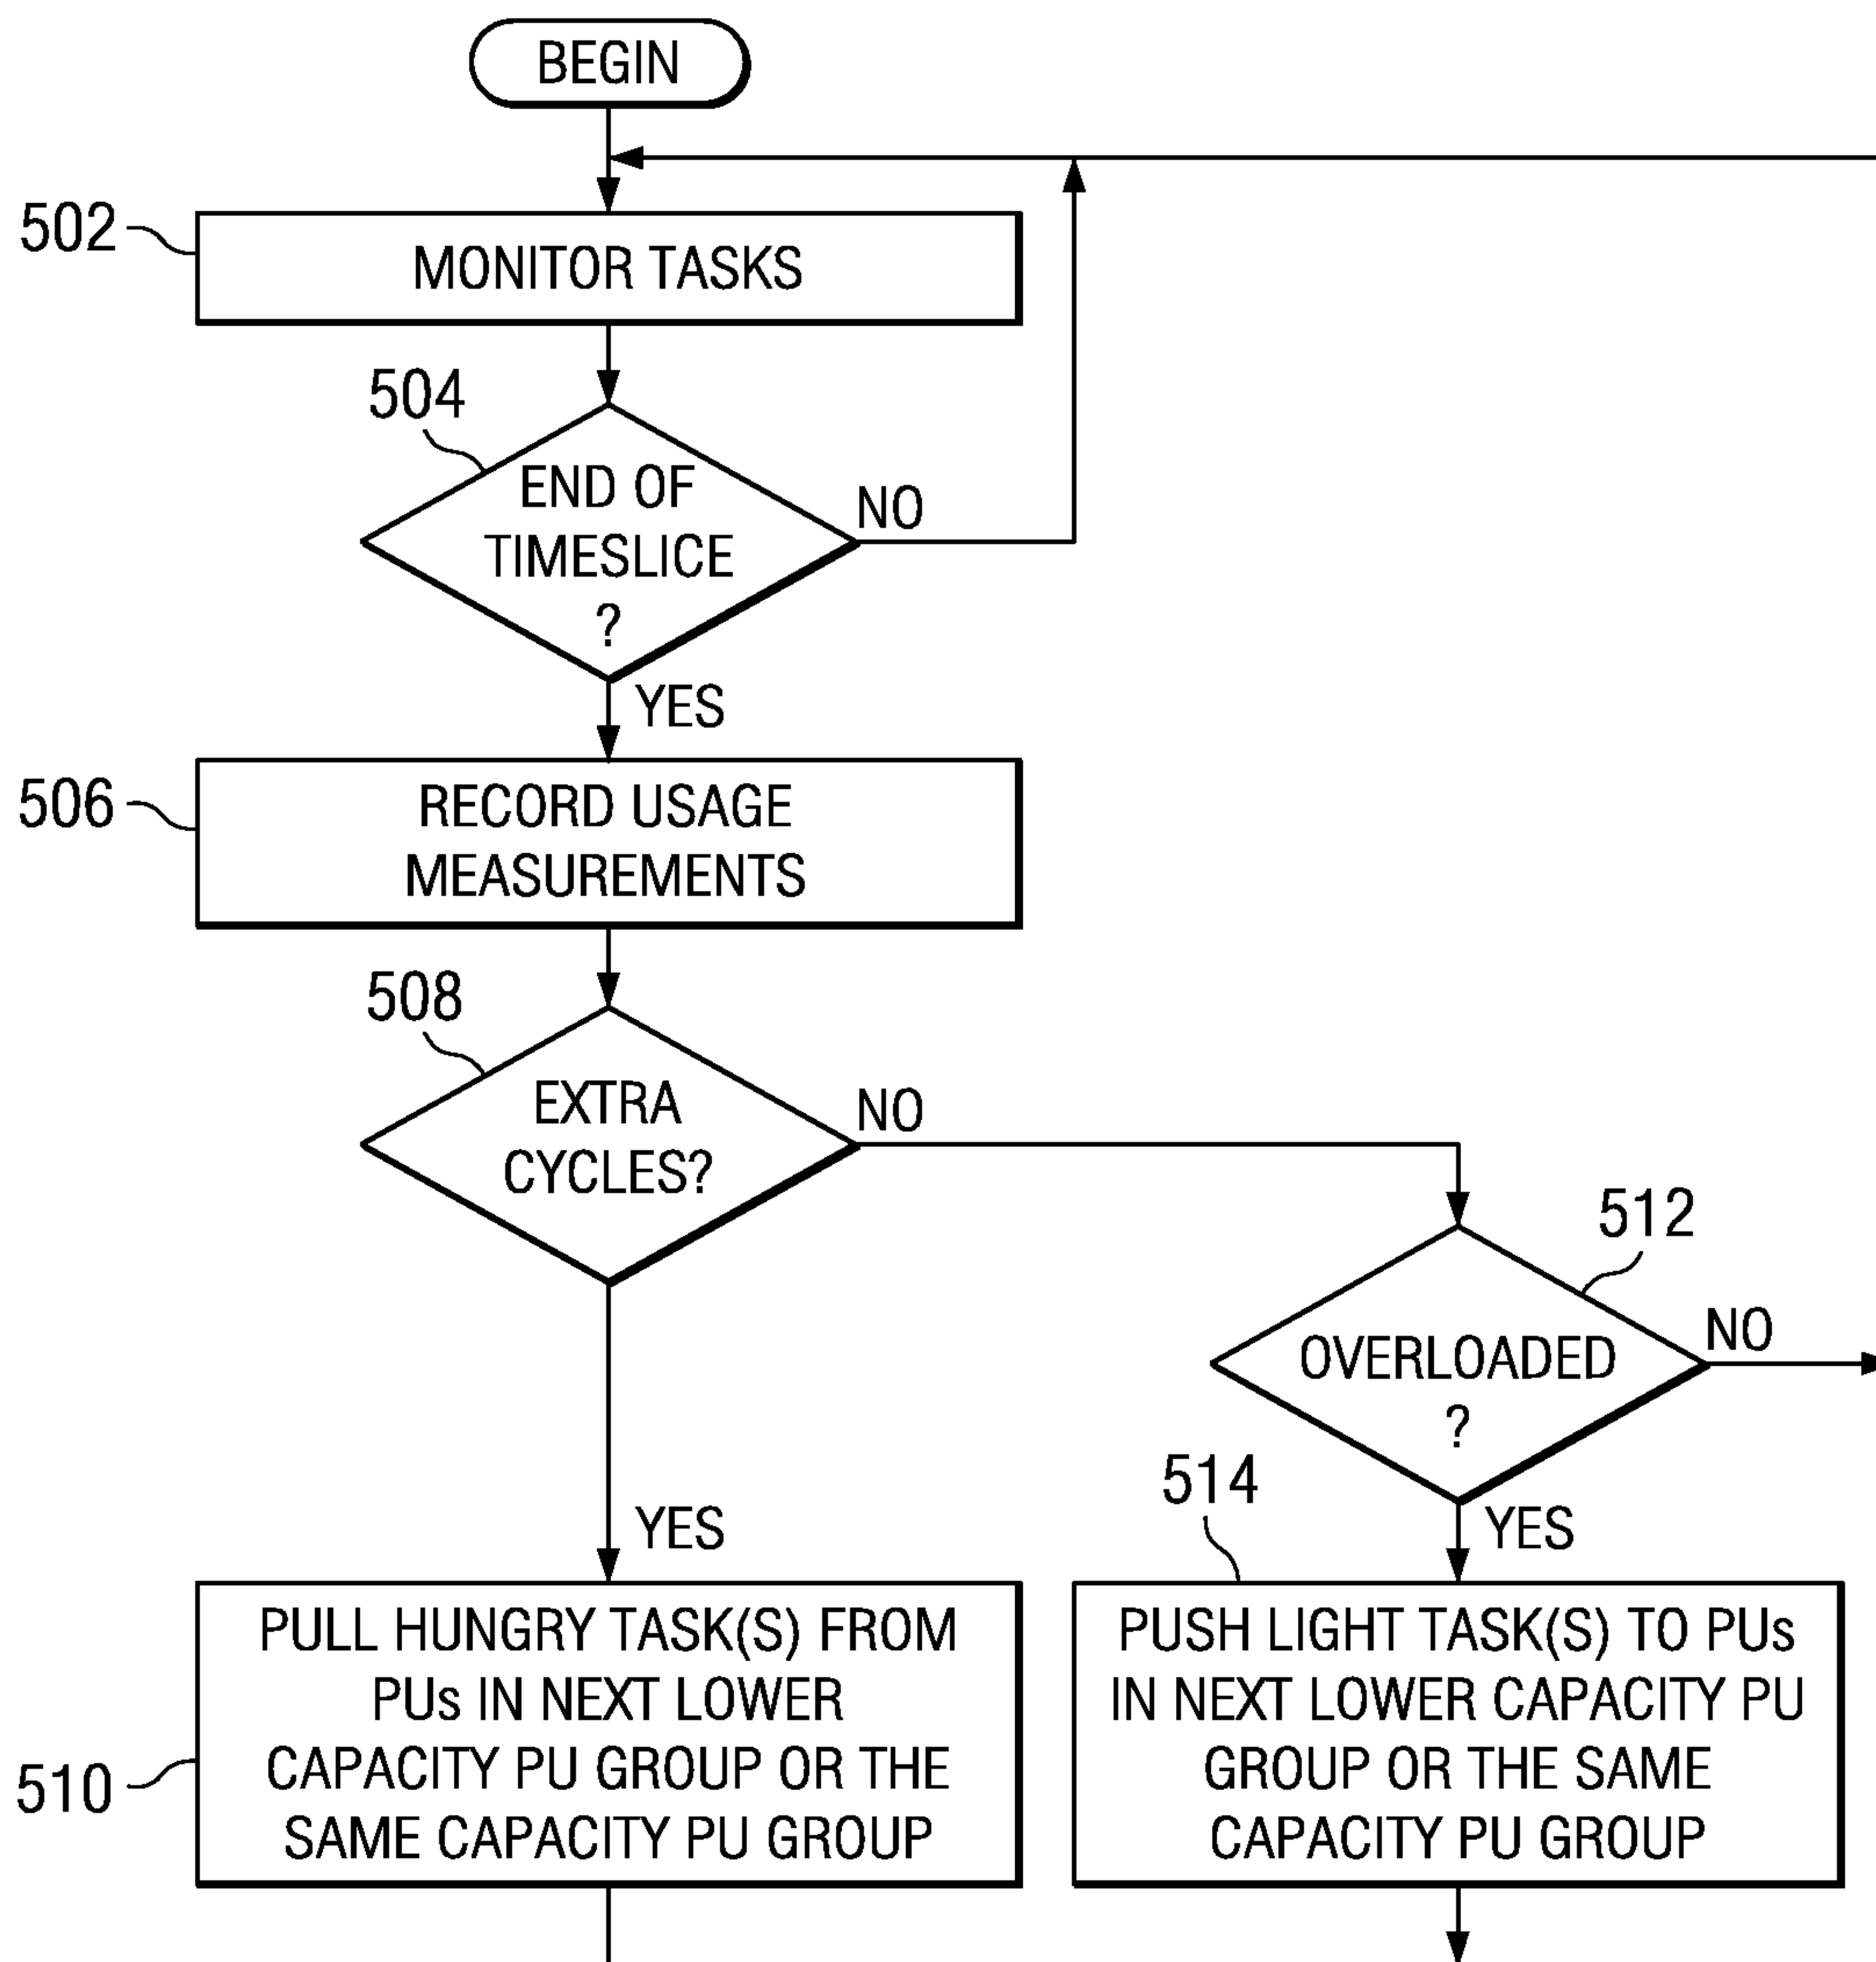 BEGIN
502
MONITOR TASKS
504
END OF
TIMESLICE
?
NO
YES
506
RECORD USAGE
MEASUREMENTS
508
EXTRA
CYCLES?
NO
512
OVERLOADED
?
NO
YES
514
YES
PULL HUNGRY TASK(S) FROM
PUs IN NEXT LOWER
CAPACITY PU GROUP OR THE
SAME CAPACITY PU GROUP
510
PUSH LIGHT TASK(S) TO PUs
IN NEXT LOWER CAPACITY PU
GROUP OR THE SAME
CAPACITY PU GROUP